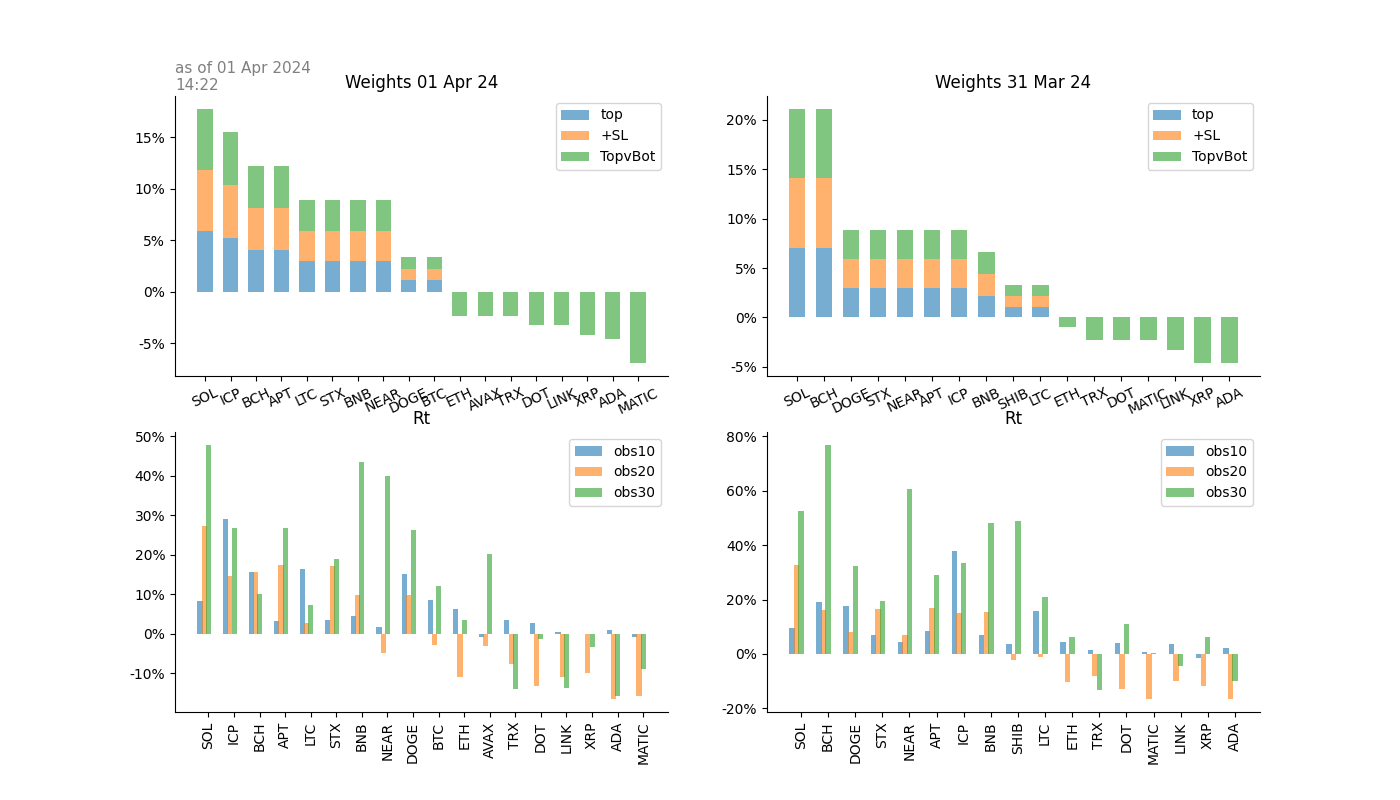 as of 01 Apr 2024
14:22
Weights 01 Apr 24
top
+SL
TopvBot
15%
10%
5%
0%
-5%
SOL ICP BCH APT LTC STX BNB NEAR DOGE BTC ETH AVAX TRX DOT LINK XRP ADA MATIC
Weights 31 Mar 24
top
+SL
TopvBot
20%
15%
10%
5%
0%
-5%
SOL BCH DOGE STX NEAR APT ICP BNB SHIB LTC ETH TRX DOT MATIC LINK XRP ADA
Rt
obs10
obs20
obs30
50%
40%
30%
20%
10%
0%
-10%
SOL ICP BCH APT LTC STX BNB NEAR DOGE BTC ETH AVAX TRX DOT LINK XRP ADA MATIC
Rt
obs10
obs20
obs30
80%
60%
40%
20%
0%
-20%
SOL BCH DOGE STX NEAR APT ICP BNB SHIB LTC ETH TRX DOT MATIC LINK XRP ADA